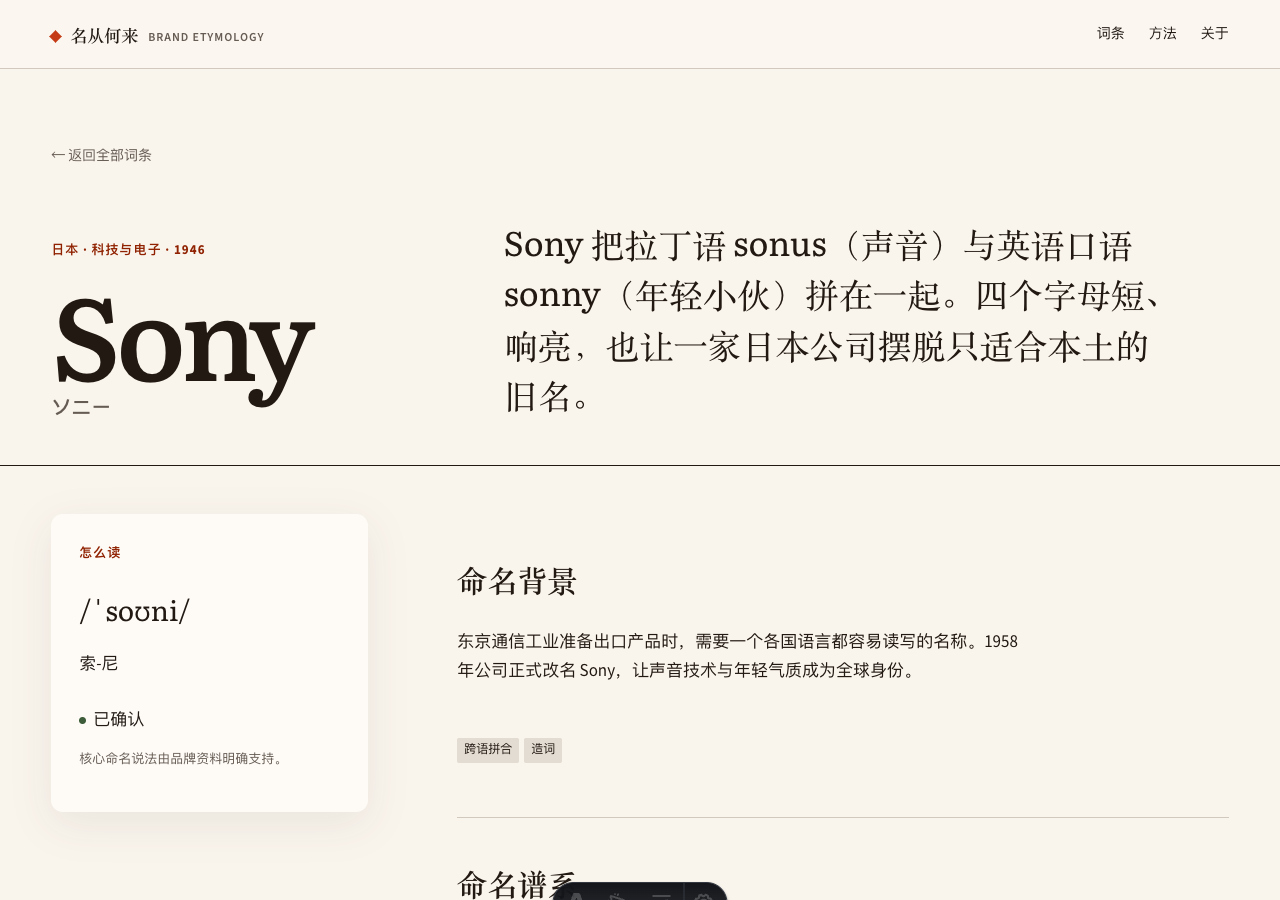 名从何来 BRAND ETYMOLOGY
词条 方法 关于
← 返回全部词条
日本 · 科技与电子 · 1946
Sony
ソニー
Sony 把拉丁语 sonus（声音）与英语口语
sonny（年轻小伙）拼在一起。四个字母短、
响亮，也让一家日本公司摆脱只适合本土的
旧名。
怎么读
/ˈsoʊni/
索-尼
已确认
核心命名说法由品牌资料明确支持。
命名背景
东京通信工业准备出口产品时，需要一个各国语言都容易读写的名称。1958
年公司正式改名 Sony，让声音技术与年轻气质成为全球身份。
跨语拼合 造词
命名谱系